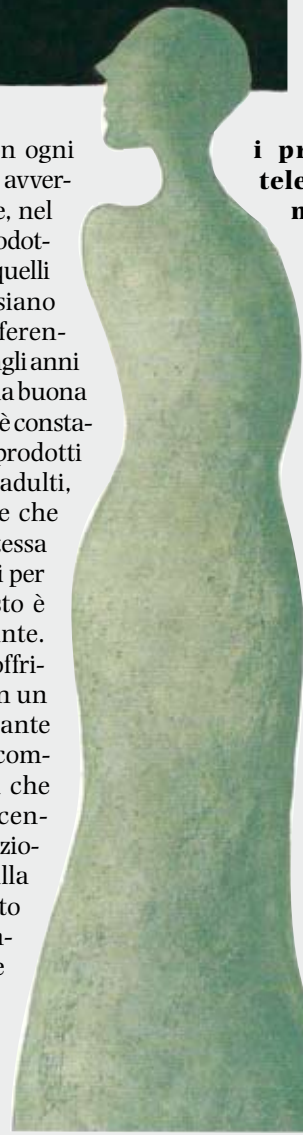 n ogni
avver-
e, nel
odot-
quelli
siano
feren-
gli anni
a buona
è consta-
prodotti
adulti,
e che
tessa
i per
sto è
nte.
offri-
n un
ante
com-
che
cen-
zio-
lla
to
n-
e
i pr
tele